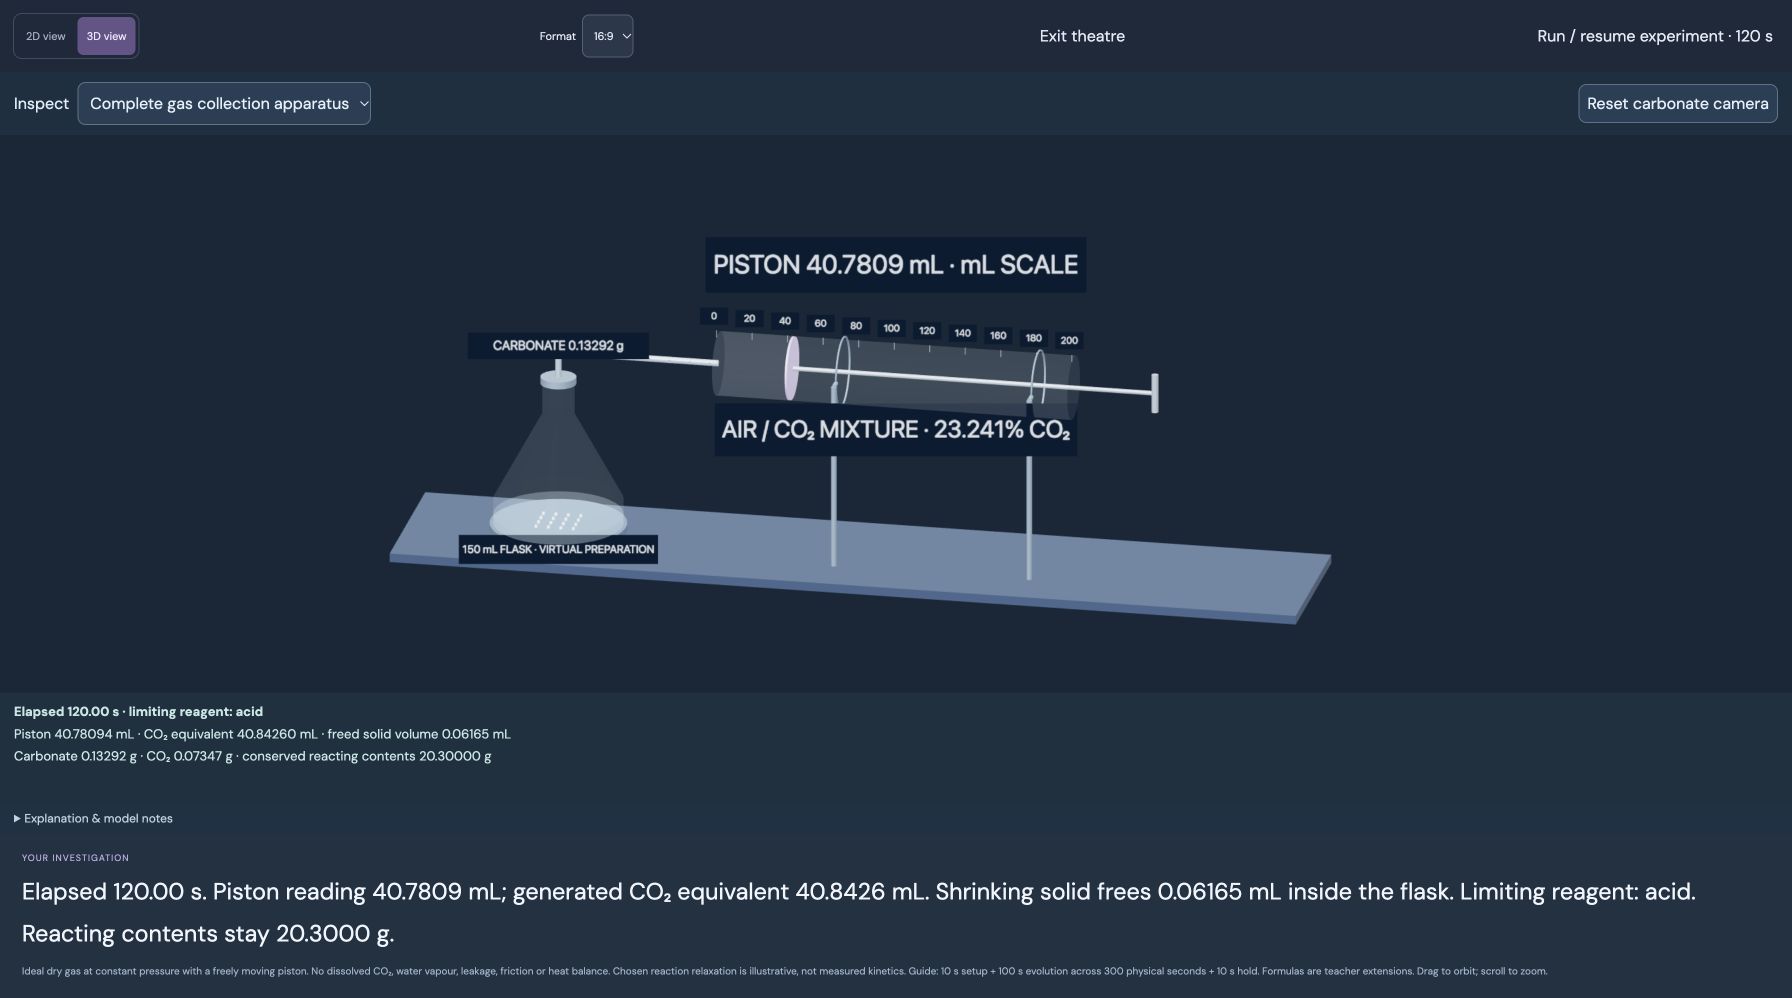 2D view
3D view
Format
16:9
Exit theatre
Run / resume experiment · 120 s
Inspect
Complete gas collection apparatus
Reset carbonate camera
PISTON 40.7809 mL · mL SCALE
0 20 40 60 80 100 120 140 160 180 200
CARBONATE 0.13292 g
AIR / CO₂ MIXTURE · 23.241% CO₂
150 mL FLASK · VIRTUAL PREPARATION
Elapsed 120.00 s · limiting reagent: acid
Piston 40.78094 mL · CO₂ equivalent 40.84260 mL · freed solid volume 0.06165 mL
Carbonate 0.13292 g · CO₂ 0.07347 g · conserved reacting contents 20.30000 g
Explanation & model notes
YOUR INVESTIGATION
Elapsed 120.00 s. Piston reading 40.7809 mL; generated CO₂ equivalent 40.8426 mL. Shrinking solid frees 0.06165 mL inside the flask. Limiting reagent: acid.
Reacting contents stay 20.3000 g.
Ideal dry gas at constant pressure with a freely moving piston. No dissolved CO₂, water vapour, leakage, friction or heat balance. Chosen reaction relaxation is illustrative, not measured kinetics. Guide: 10 s setup + 100 s evolution across 300 physical seconds + 10 s hold. Formulas are teacher extensions. Drag to orbit; scroll to zoom.